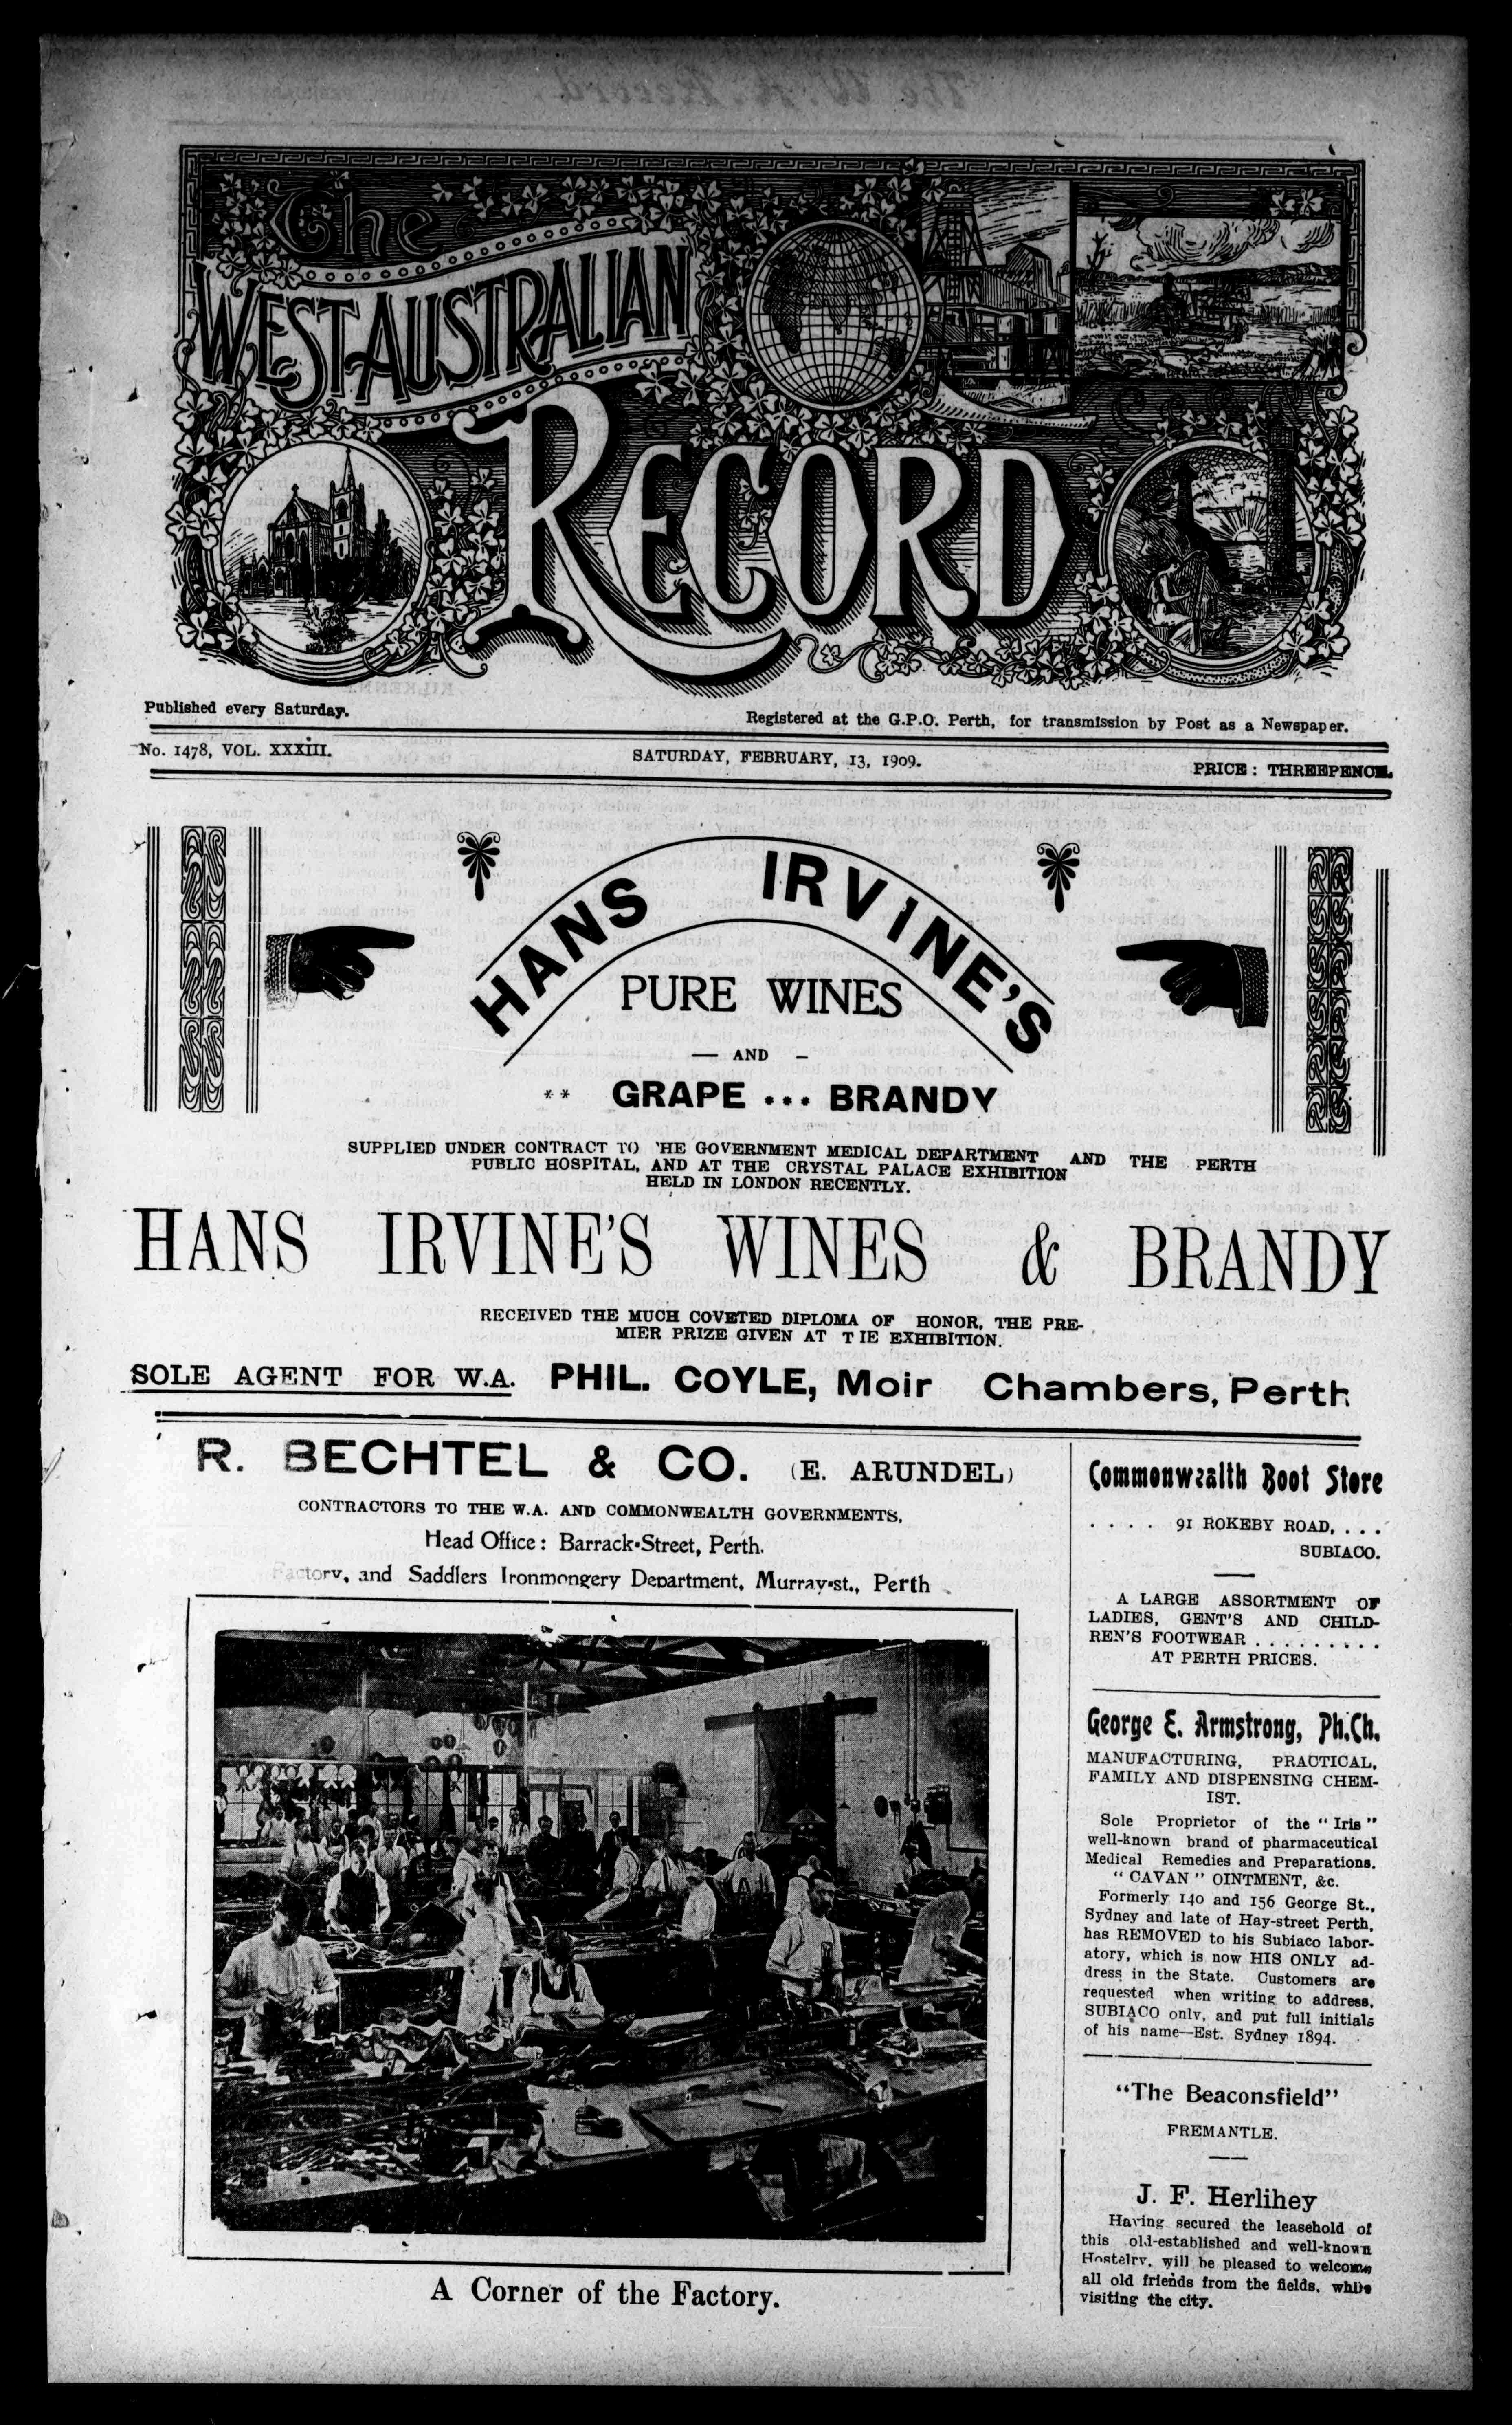 The
WEST AUSTRALIAN
RECORD
Published every Saturday.
Registered at the G.P.O. Perth, for transmission by Post as a Newspaper.
No. 1478, VOL. XXXIII.
SATURDAY, FEBRUARY, 13, 1909.
PRICE : THREEPENCE.
HANS IRVINE'S
PURE WINES
— AND –
** GRAPE ... BRANDY
SUPPLIED UNDER CONTRACT TO 'HE GOVERNMENT MEDICAL DEPARTMENT AND THE PERTH
PUBLIC HOSPITAL, AND AT THE CRYSTAL PALACE EXHIBITION
HELD IN LONDON RECENTLY.
HANS IRVINE'S WINES & BRANDY
RECEIVED THE MUCH COVETED DIPLOMA OF HONOR, THE PRE-
MIER PRIZE GIVEN AT T IE EXHIBITION.
SOLE AGENT FOR W.A. PHIL. COYLE, Moir Chambers, Perth
R. BECHTEL & CO. (E. ARUNDEL)
CONTRACTORS TO THE W.A. AND COMMONWEALTH GOVERNMENTS,
Head Office : Barrack-Street, Perth.
Factory, and Saddlers Ironmongery Department, Murray-st., Perth
A Corner of the Factory.
Commonwealth Boot Store
. . . . 91 ROKEBY ROAD, . . .
SUBIACO.
A LARGE ASSORTMENT OF
LADIES, GENT'S AND CHILD-
REN'S FOOTWEAR . . . . . . . . .
AT PERTH PRICES.
George E. Armstrong, Ph.Ch.
MANUFACTURING, PRACTICAL,
FAMILY AND DISPENSING CHEM-
IST.
Sole Proprietor of the "Iris"
well-known brand of pharmaceutical
Medical Remedies and Preparations.
"CAVAN" OINTMENT, &c.
Formerly 140 and 156 George St.,
Sydney and late of Hay-street Perth,
has REMOVED to his Subiaco labor-
atory, which is now HIS ONLY ad-
dress in the State. Customers are
requested when writing to address,
SUBIACO only, and put full initials
of his name—Est. Sydney 1894.
"The Beaconsfield"
FREMANTLE.
J. F. Herlihey
Having secured the leasehold of
this old-established and well-known
Hostelry, will be pleased to welcome
all old friends from the fields, while
visiting the city.